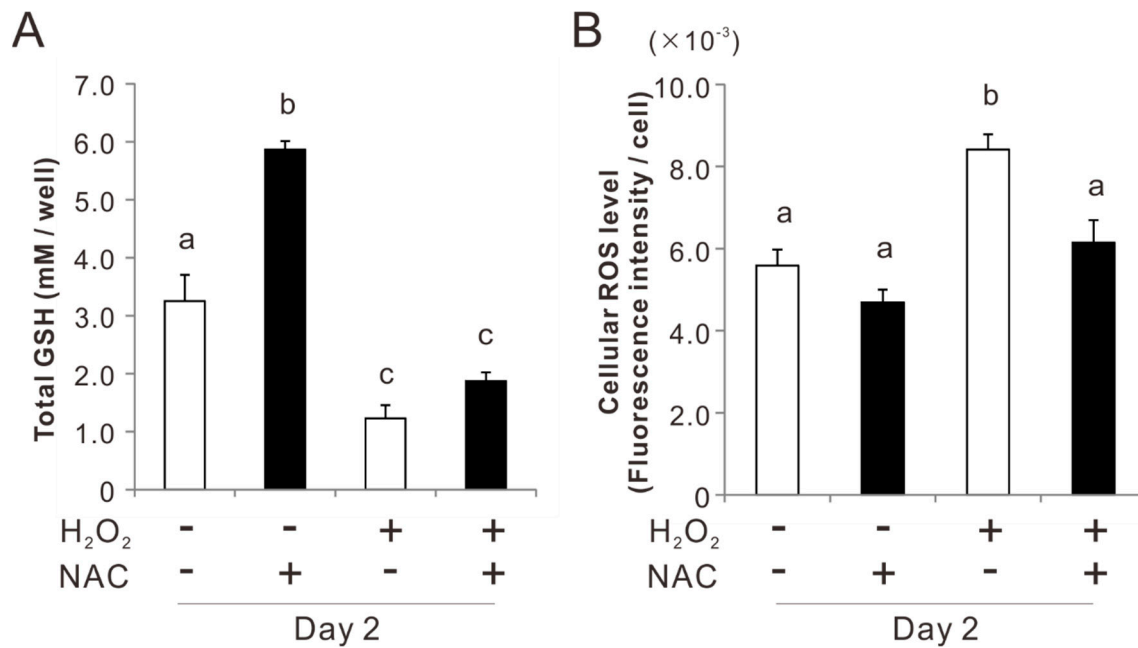 A
7.0
6.0
5.0
4.0
3.0
2.0
1.0
0
Total GSH (mM / well)
a
b
c
c
H₂O₂ - - + +
NAC - + - +
Day 2
B
(×10⁻³)
10.0
8.0
6.0
4.0
2.0
0
Cellular ROS level
(Fluorescence intensity / cell)
a
a
b
a
H₂O₂ - - + +
NAC - + - +
Day 2